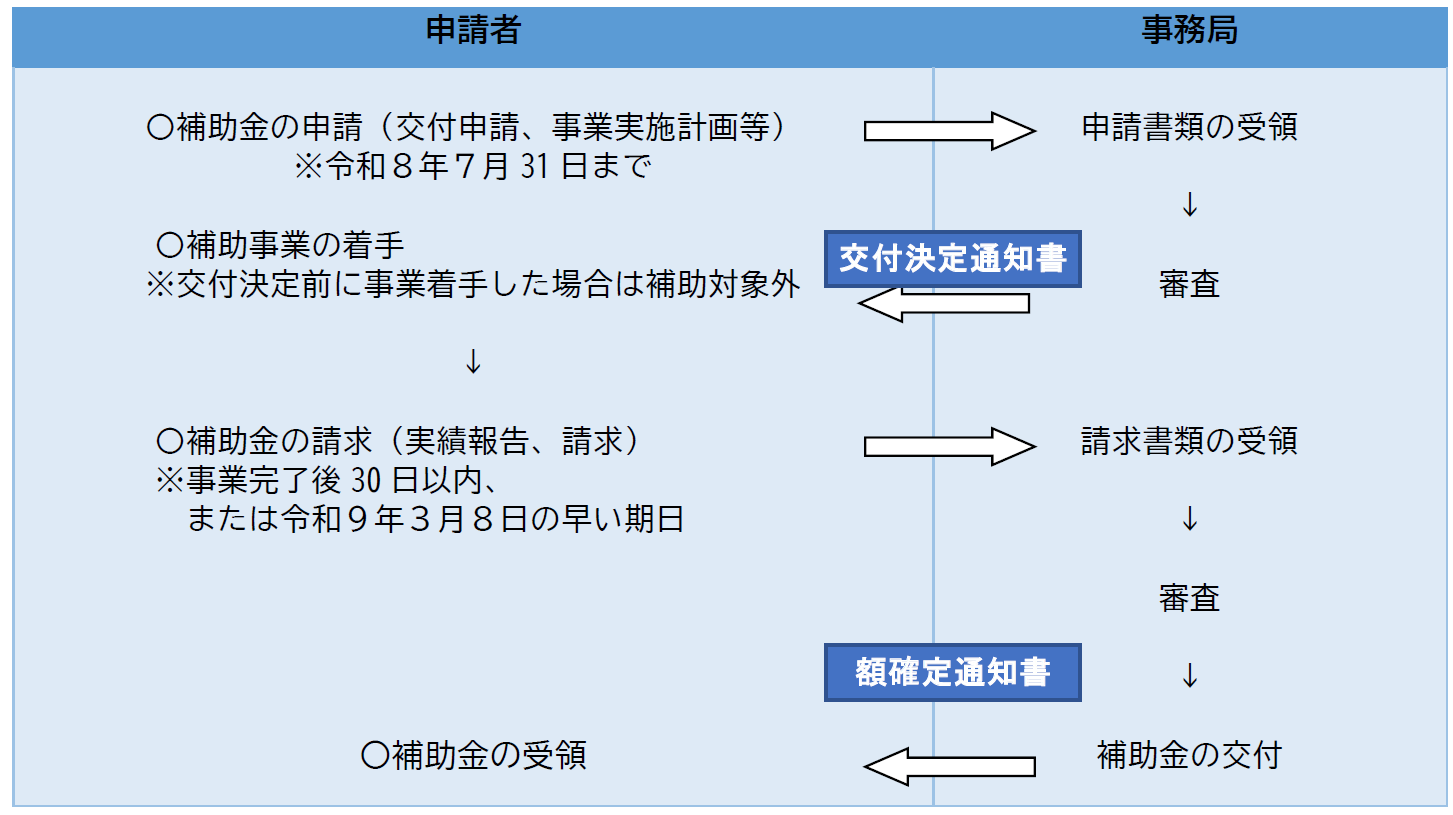 申請者
事務局
〇補助金の申請（交付申請、事業実施計画等）
申請書類の受領
※令和８年７月 31 日まで
↓
〇補助事業の着手
交付決定通知書
※交付決定前に事業着手した場合は補助対象外
審査
↓
〇補助金の請求（実績報告、請求）
請求書類の受領
※事業完了後 30 日以内、
または令和９年３月８日の早い期日
↓
審査
額確定通知書
↓
〇補助金の受領
補助金の交付